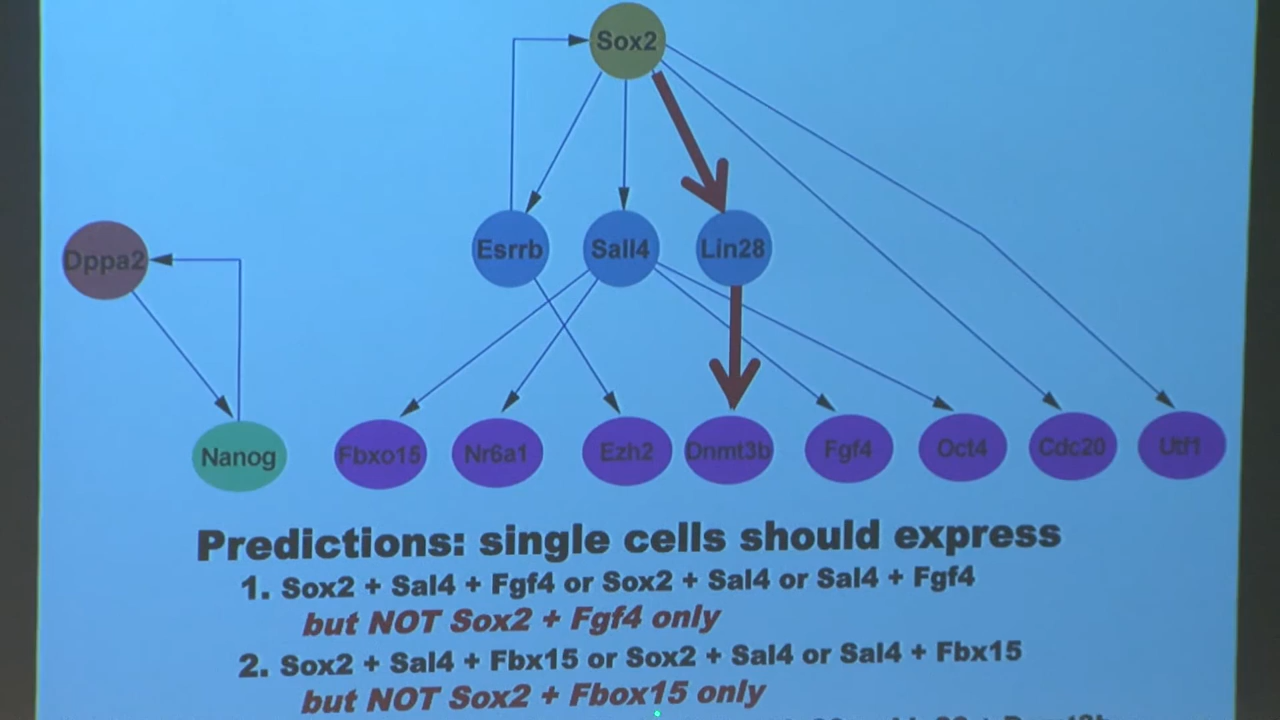 Sox2
Esrrb
Sall4
Lin28
Dppa2
Nanog
Fbxo15
Nr6a1
Ezh2
Dnmt3b
Fgf4
Oct4
Cdc20
Utf1
Predictions: single cells should express
1. Sox2 + Sal4 + Fgf4 or Sox2 + Sal4 or Sal4 + Fgf4
but NOT Sox2 + Fgf4 only
2. Sox2 + Sal4 + Fbx15 or Sox2 + Sal4 or Sal4 + Fbx15
but NOT Sox2 + Fbox15 only